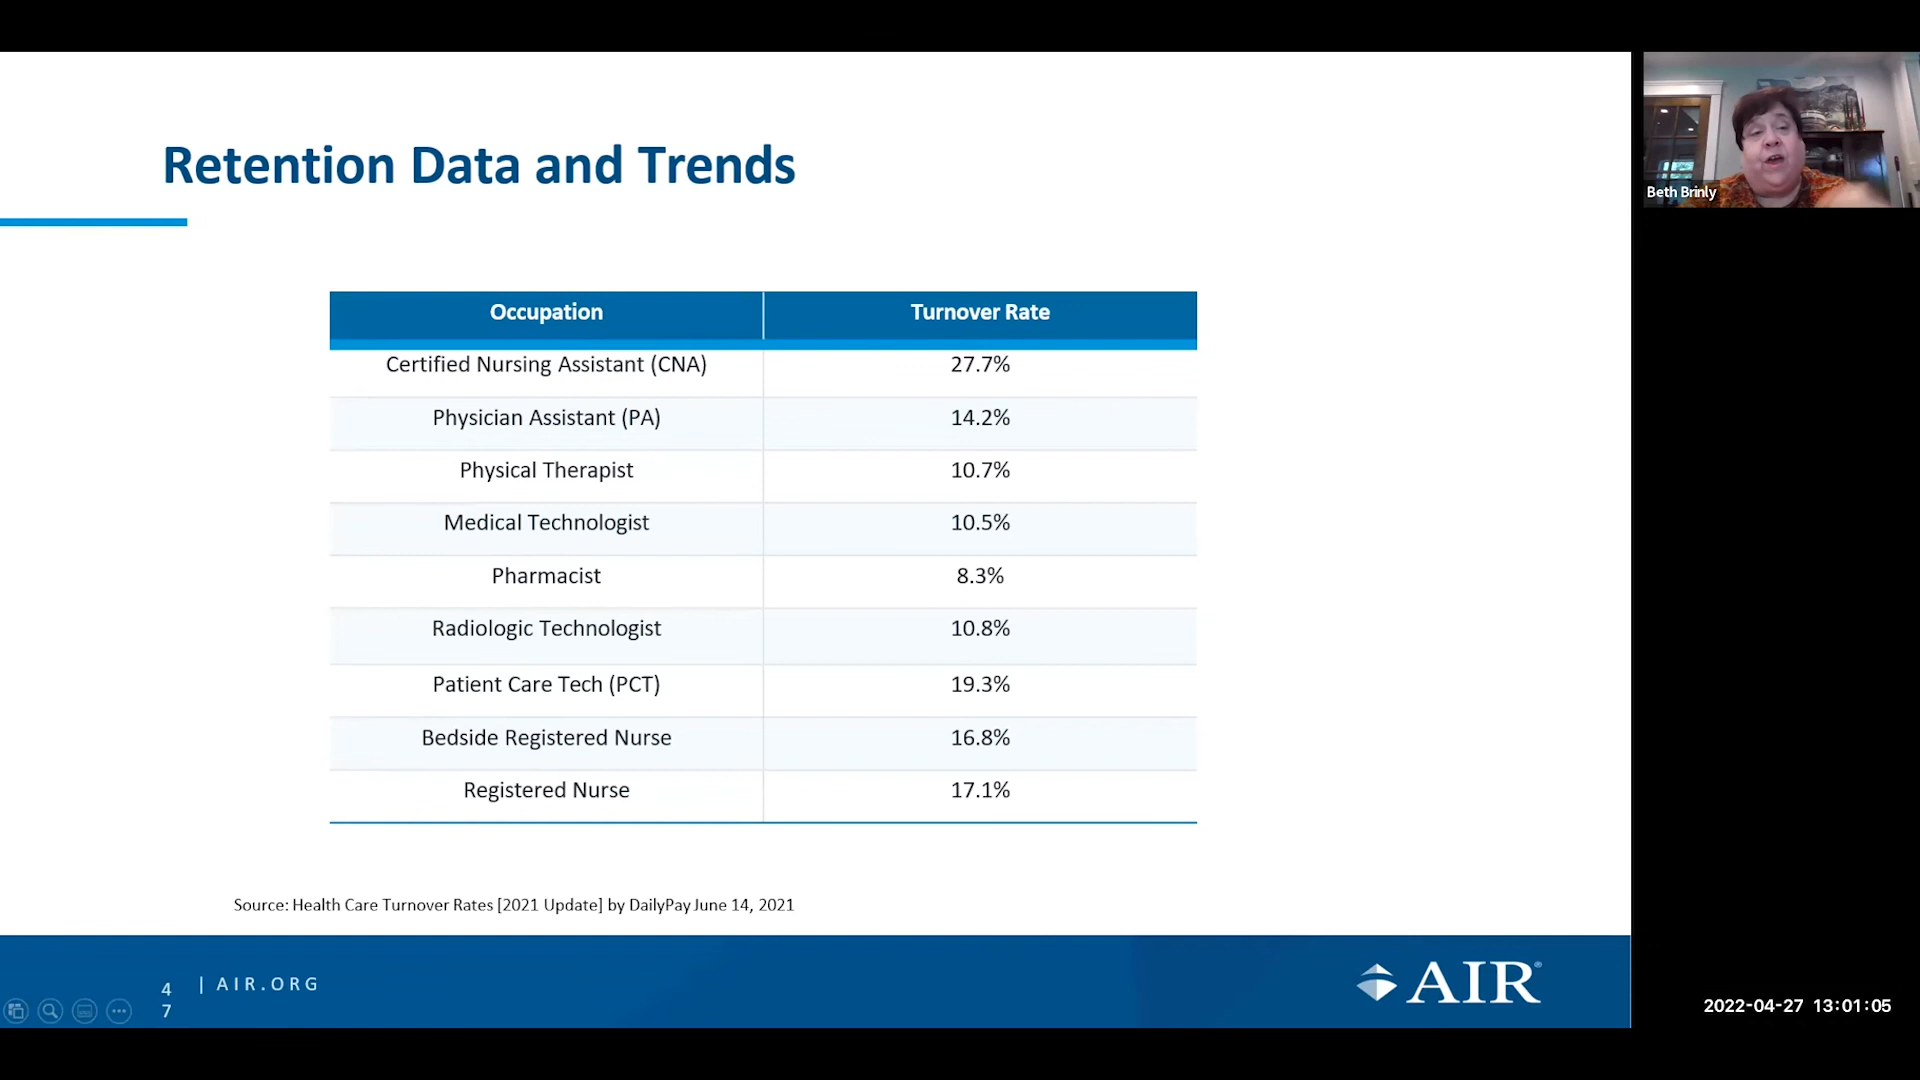 Retention Data and Trends
Occupation Turnover Rate
Certified Nursing Assistant (CNA) 27.7%
Physician Assistant (PA) 14.2%
Physical Therapist 10.7%
Medical Technologist 10.5%
Pharmacist 8.3%
Radiologic Technologist 10.8%
Patient Care Tech (PCT) 19.3%
Bedside Registered Nurse 16.8%
Registered Nurse 17.1%
Source: Health Care Turnover Rates [2021 Update] by DailyPay June 14, 2021
4
7
| AIR.ORG
AIR®
Beth Brinly
2022-04-27 13:01:05